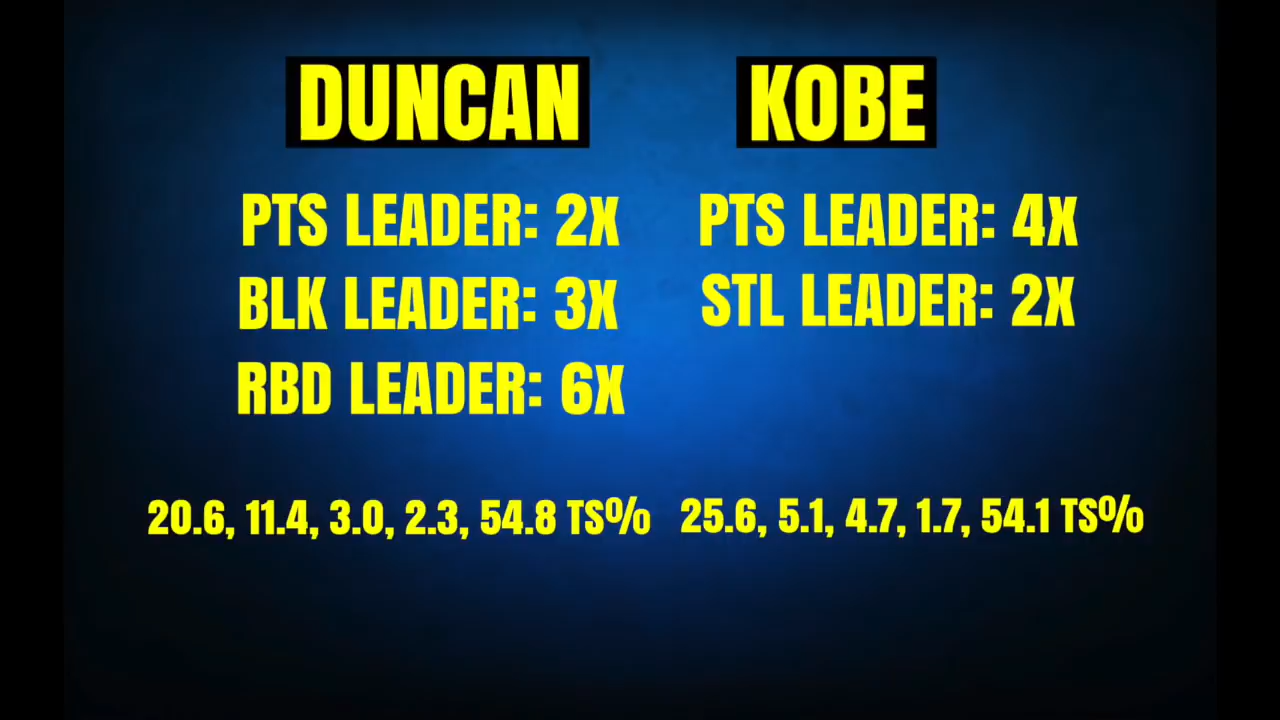 DUNCAN
PTS LEADER: 2X
BLK LEADER: 3X
RBD LEADER: 6X
20.6, 11.4, 3.0, 2.3, 54.8 TS%
KOBE
PTS LEADER: 4X
STL LEADER: 2X
25.6, 5.1, 4.7, 1.7, 54.1 TS%